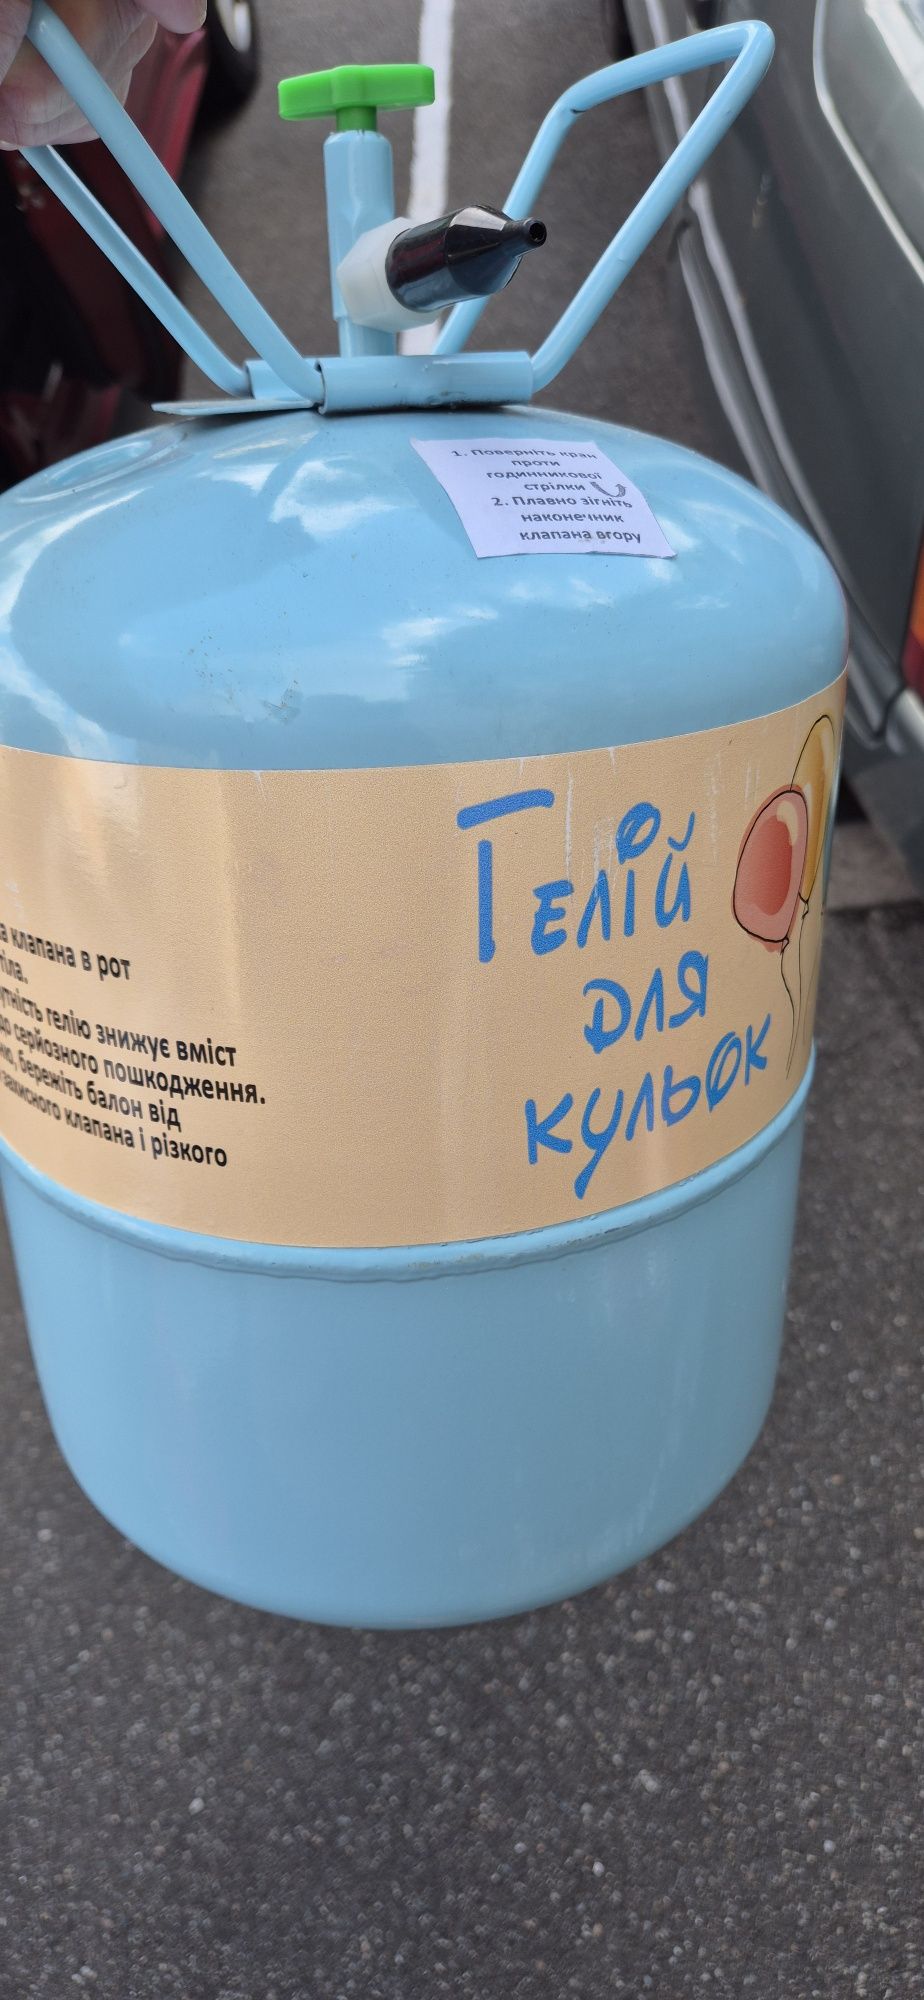 1. Поверніть кран
проти
годинникової
стрілки
2. Плавно зігніть
наконечник
клапана вгору
Гелій
для
кульок
клапана в рот
тіла.
гелію знижує вміст
до серйозного пошкодження.
бережіть балон від
захисного клапана і різкого